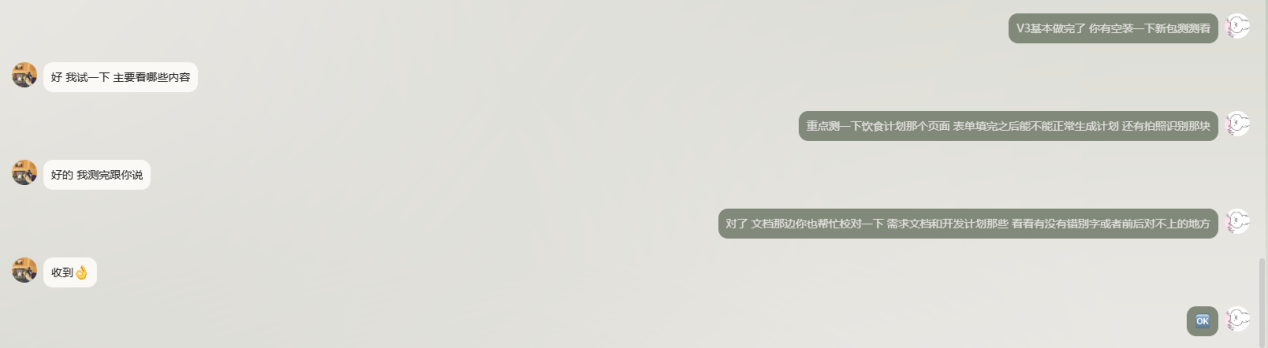 V3基本做完了 你有空装一下新包测测看
好 我试一下 主要看哪些内容
重点测一下饮食计划那个页面 表单填完之后能不能正常生成计划 还有拍照识别那块
好的 我测完跟你说
对了 文档那边你也帮忙校对一下 需求文档和开发计划那些 看看有没有错别字或者前后对不上的地方
收到👌
🆗